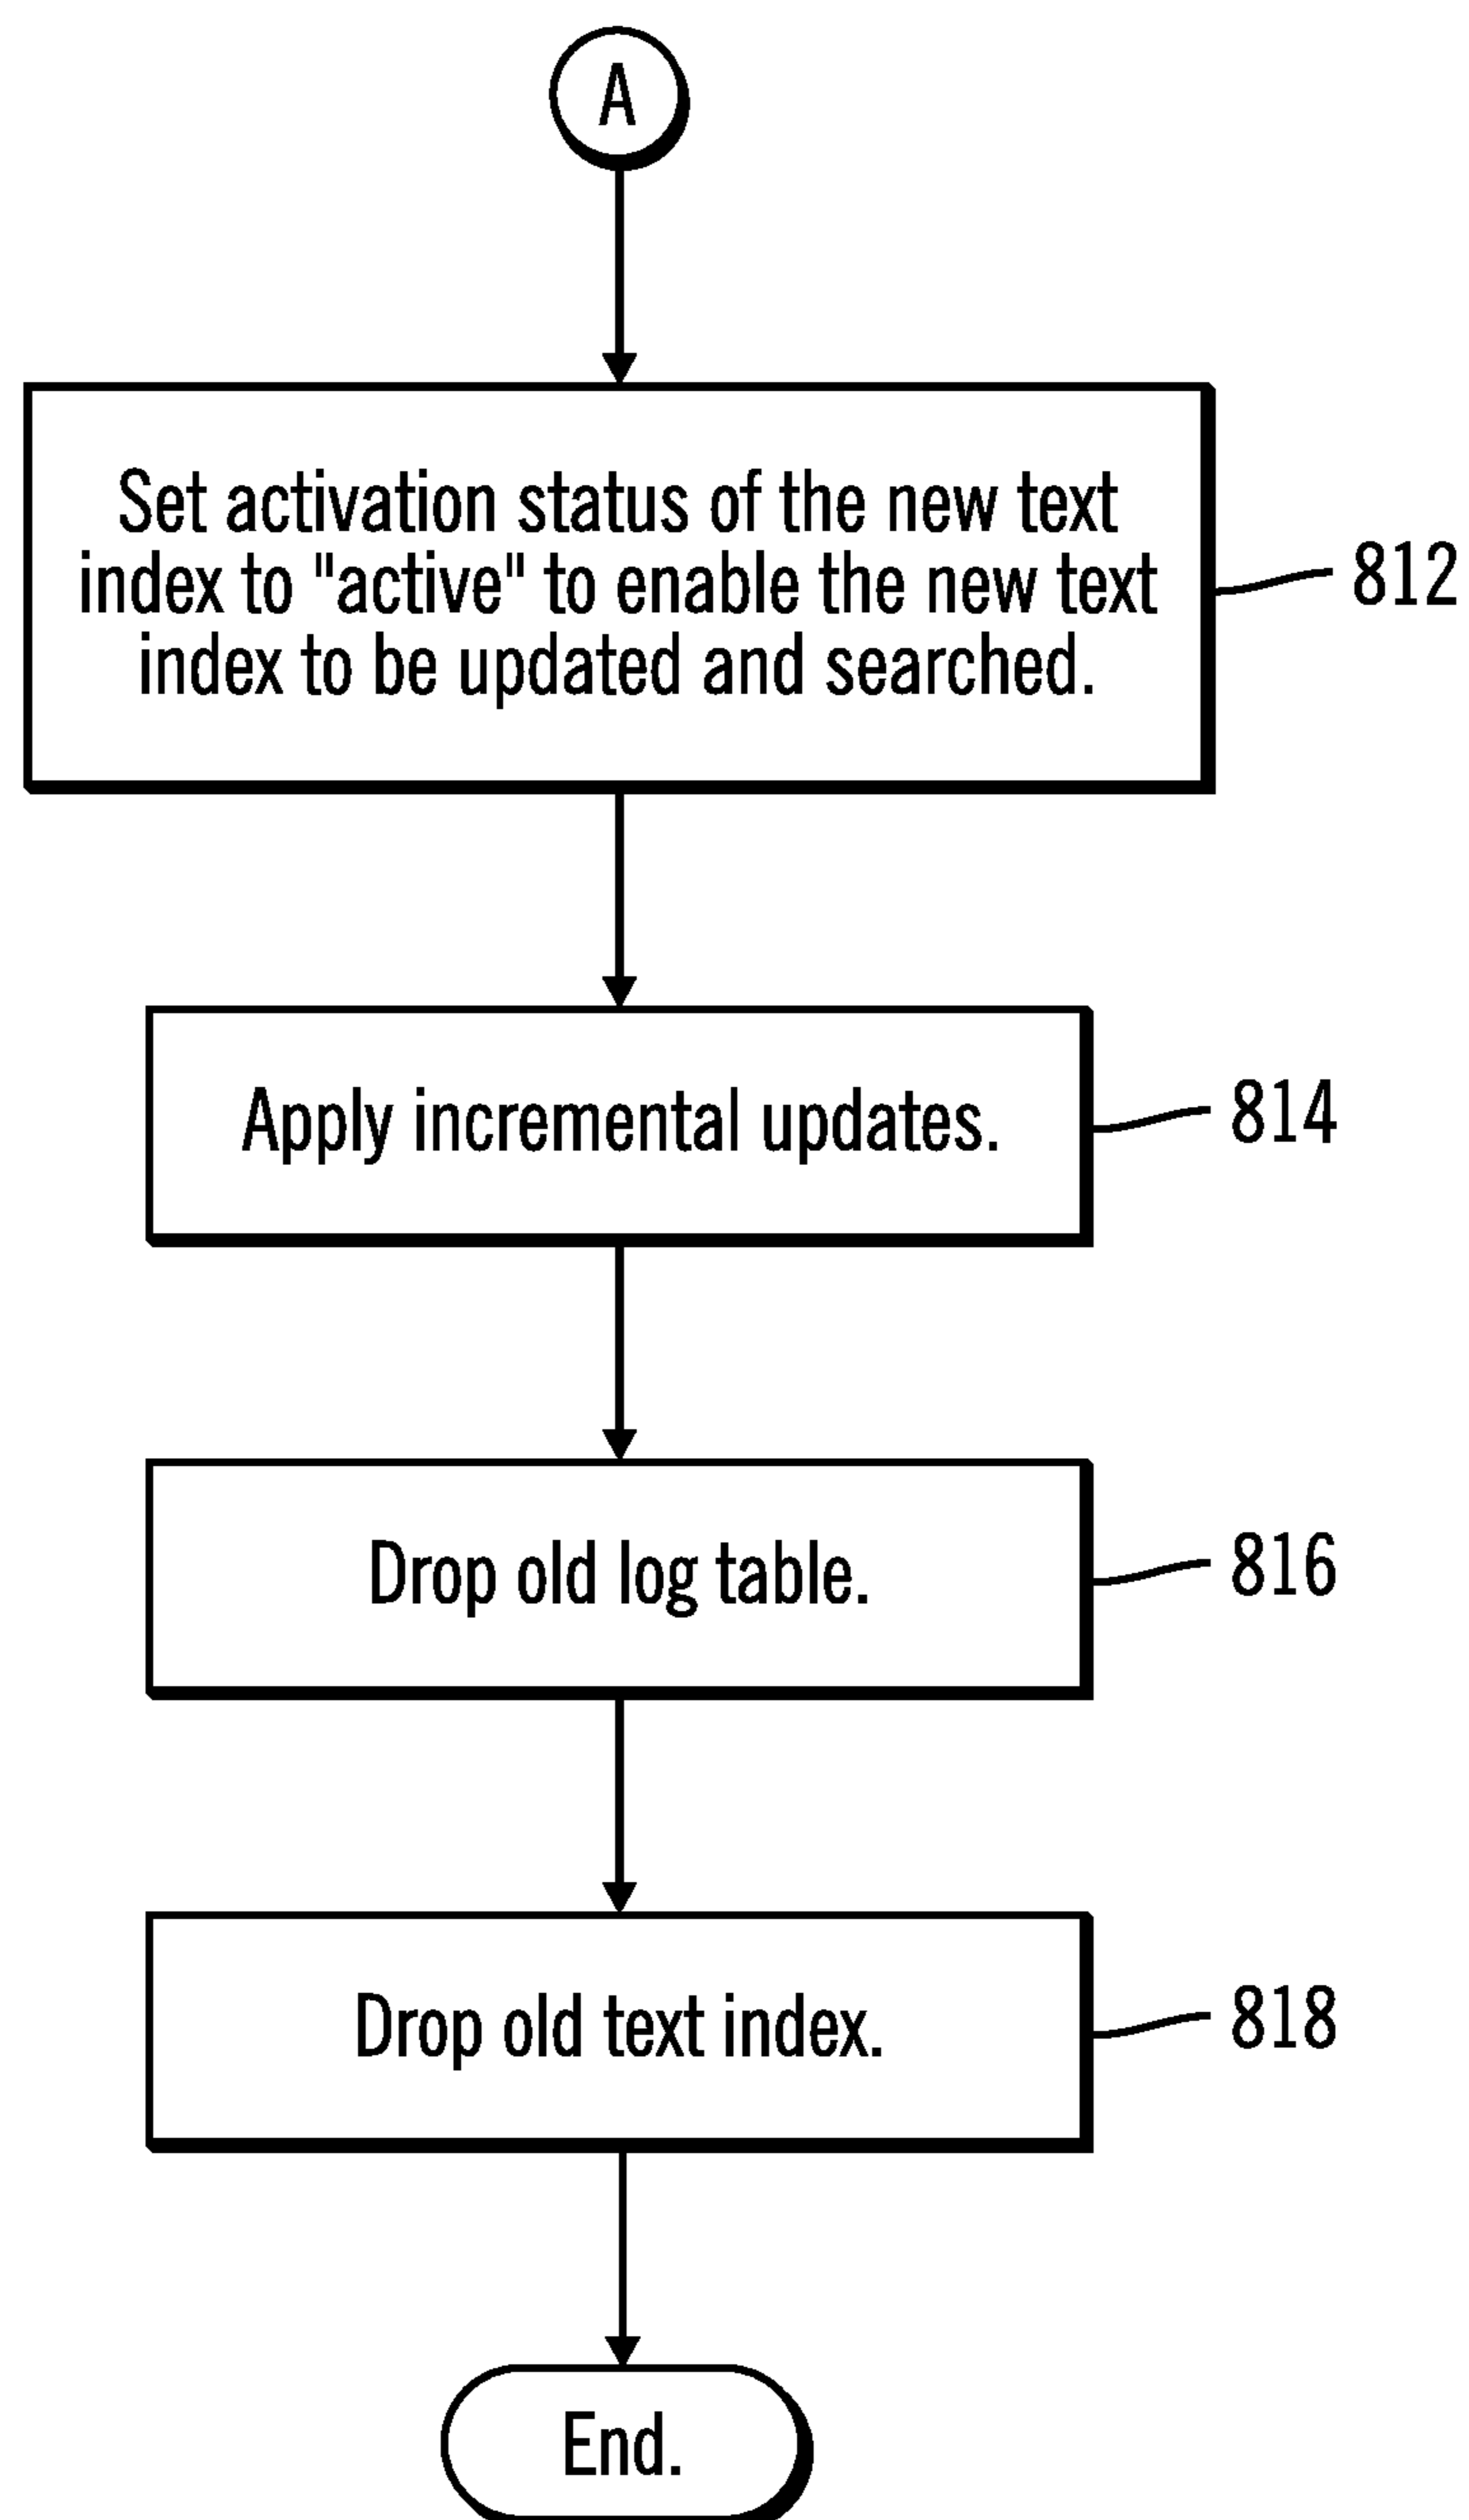 A
Set activation status of the new text
index to "active" to enable the new text
index to be updated and searched.
812
Apply incremental updates.
814
Drop old log table.
816
Drop old text index.
818
End.